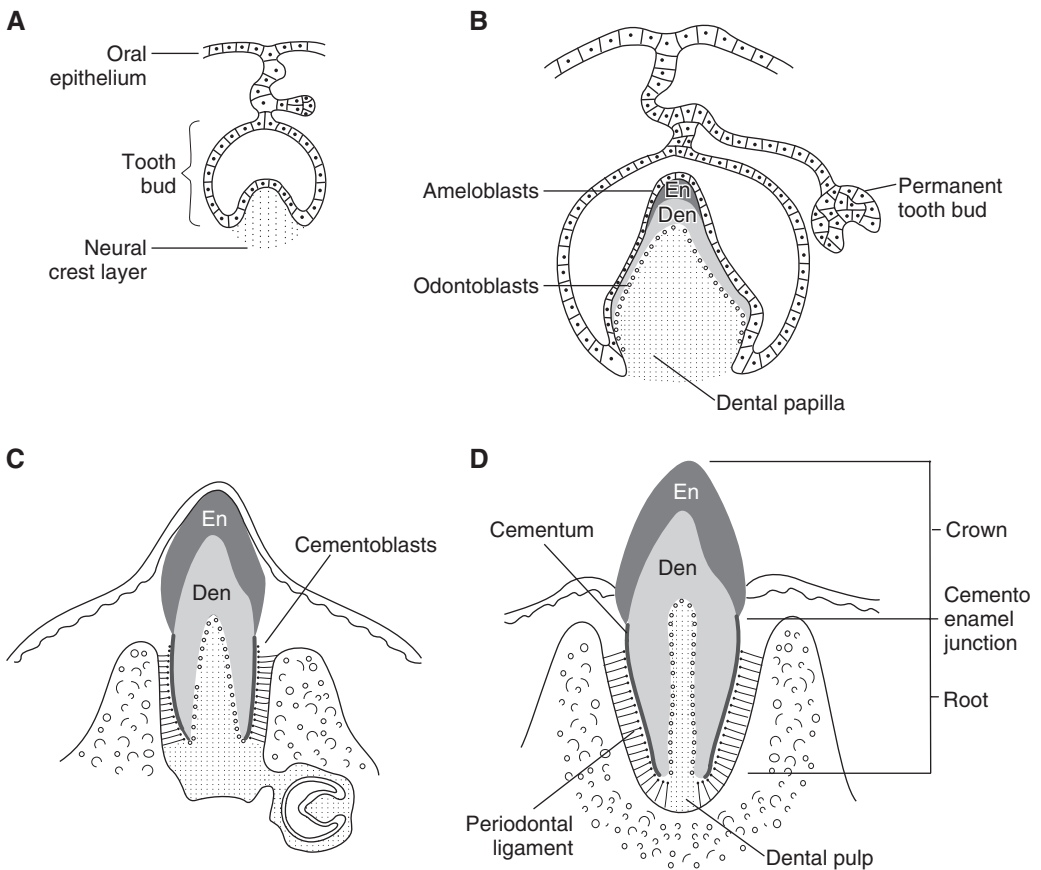 A
Oral
epithelium
Tooth
bud
Neural
crest layer
B
Ameloblasts
En
Den
Odontoblasts
Permanent
tooth bud
Dental papilla
C
En
Den
Cementoblasts
D
En
Cementum
Den
Crown
Cemento
enamel
junction
Root
Periodontal
ligament
Dental pulp